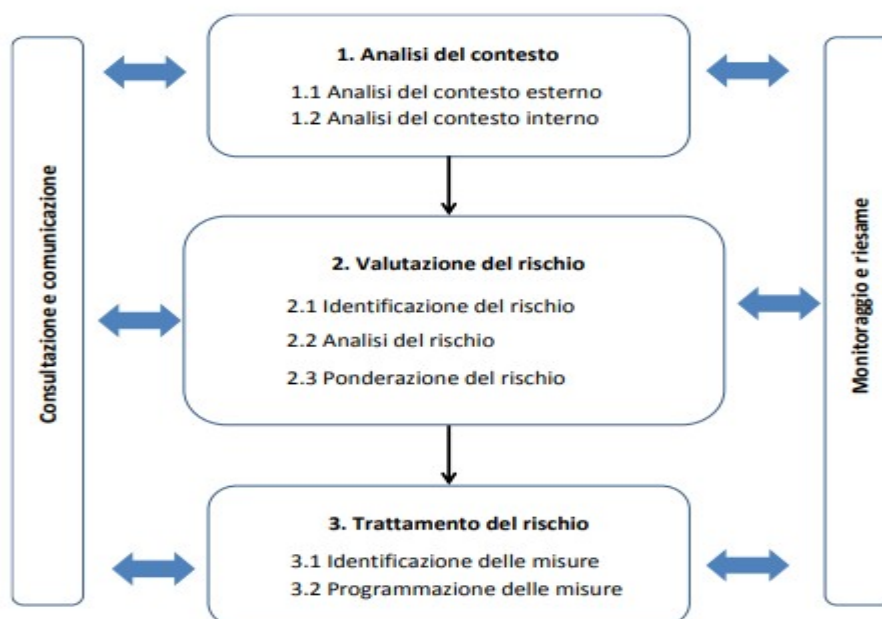 Consultazione e comunicazione
1. Analisi del contesto
1.1 Analisi del contesto esterno
1.2 Analisi del contesto interno
2. Valutazione del rischio
2.1 Identificazione del rischio
2.2 Analisi del rischio
2.3 Ponderazione del rischio
3. Trattamento del rischio
3.1 Identificazione delle misure
3.2 Programmazione delle misure
Monitoraggio e riesame